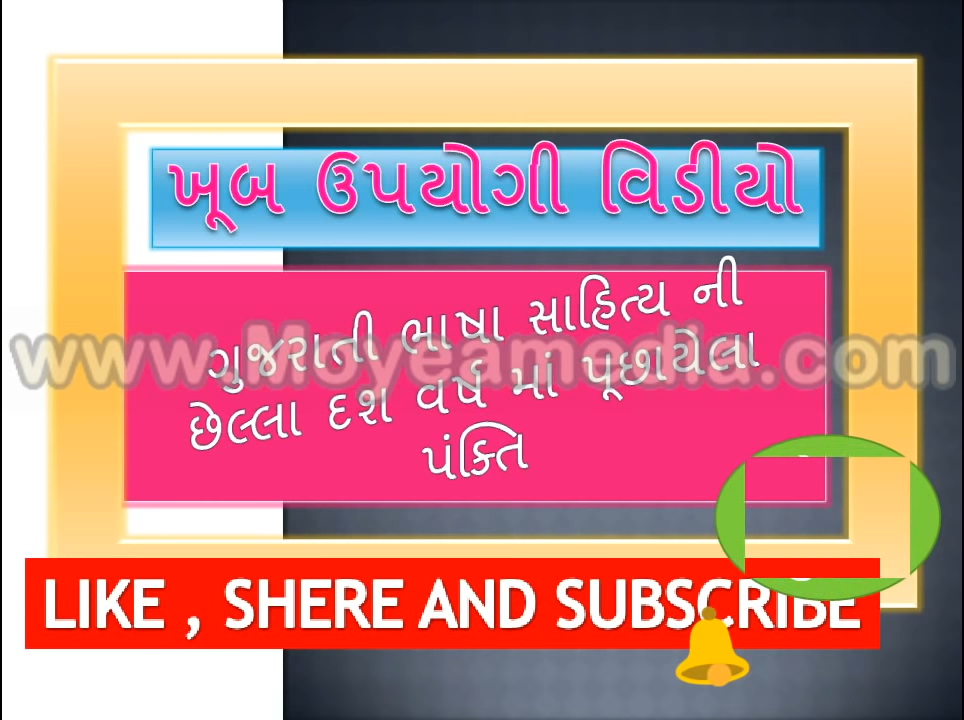 ખૂબ ઉપયોગી વિડીયો
ગુજરાતી ભાષા સાહિત્ય ની
છેલ્લા દશ વર્ષ માં પૂછાયેલા
પંક્તિ
www.Moyeamedia.com
LIKE , SHERE AND SUBSCRIBE